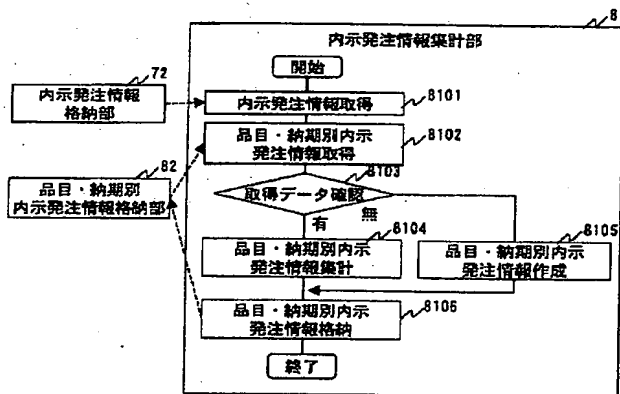 8
内示発注情報集計部
開始
72
内示発注情報
格納部
内示発注情報取得
8101
品目・納期別内示
発注情報取得
8102
82
品目・納期別
内示発注情報格納部
8103
取得データ確認
有
無
8104
品目・納期別内示
発注情報集計
8105
品目・納期別内示
発注情報作成
品目・納期別内示
発注情報格納
8106
終了